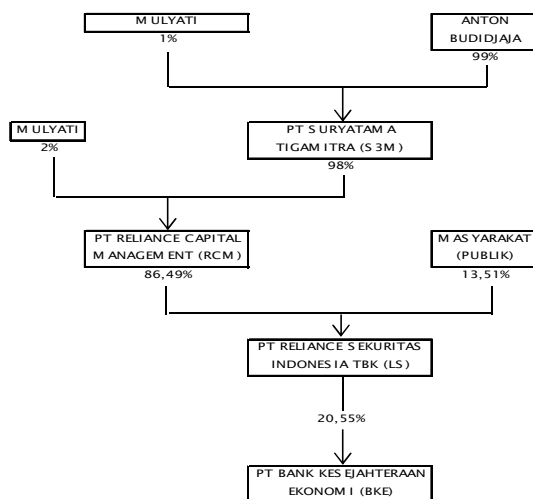 MULYATI
1%
ANTON
BUDIDJAJA
99%
MULYATI
2%
PT SURYATAMA
TIGAMITRA (S3M)
98%
PT RELIANCE CAPITAL
MANAGEMENT (RCM)
86,49%
MASYARAKAT
(PUBLIK)
13,51%
PT RELIANCE SEKURITAS
INDONESIA TBK (LS)
20,55%
PT BANK KESEJAHTERAAN
EKONOMI (BKE)